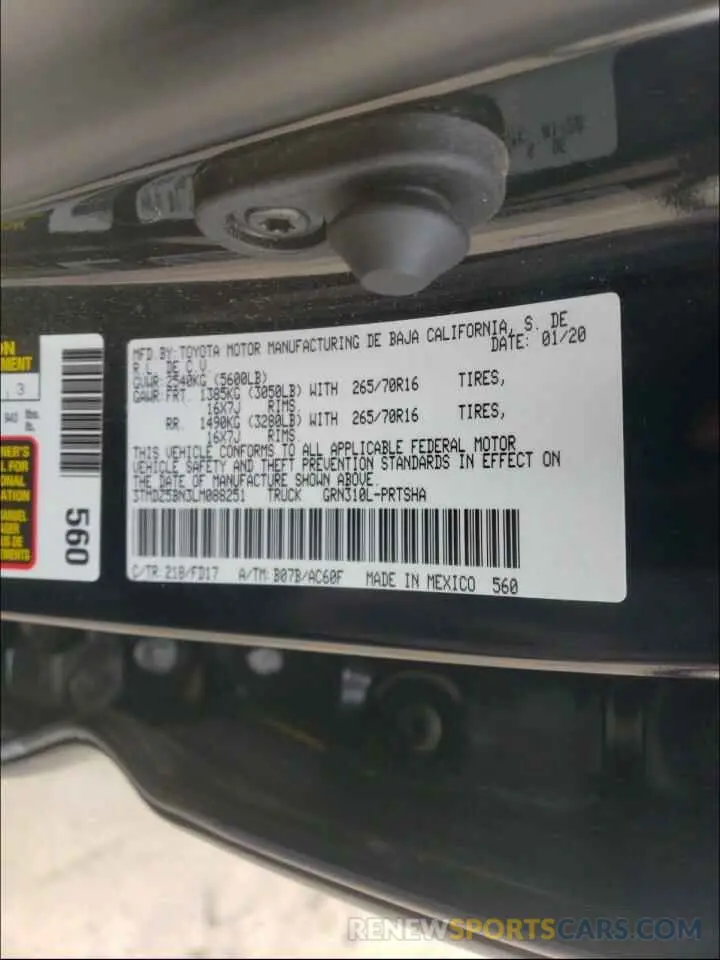 MFD. BY: TOYOTA MOTOR MANUFACTURING DE BAJA CALIFORNIA, S. DE
R.L. DE C.V. DATE: 01/20
GVWR: 2540KG (5600LB)
GAWR: FRT. 1385KG (3050LB) WITH 265/70R16 TIRES,
16X7J RIMS.
RR. 1490KG (3280LB) WITH 265/70R16 TIRES,
16X7J RIMS.
THIS VEHICLE CONFORMS TO ALL APPLICABLE FEDERAL MOTOR
VEHICLE SAFETY AND THEFT PREVENTION STANDARDS IN EFFECT ON
THE DATE OF MANUFACTURE SHOWN ABOVE.
3TMDZ5BN3LM088251 TRUCK GRN310L-PRTSHA
C/TR: 218/FD17 A/TM: B07B/AC60F MADE IN MEXICO 560
560
RENEWSPORTSCARS.COM